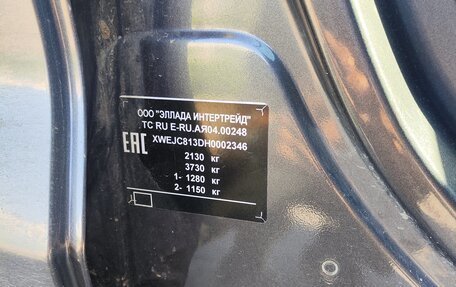 ООО "ЭЛЛАДА ИНТЕРТРЕЙД"
ТС RU E-RU.АЯ04.00248
EAC XWEJC813DH0002346
2130 кг
3730 кг
1- 1280 кг
2- 1150 кг